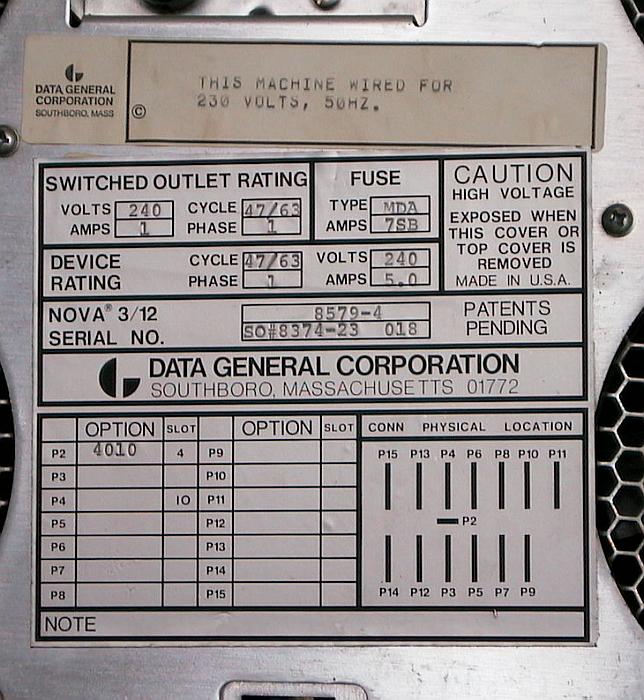 DATA GENERAL
CORPORATION
SOUTHBORO, MASS
©
THIS MACHINE WIRED FOR
230 VOLTS, 50HZ.
SWITCHED OUTLET RATING
VOLTS 240 CYCLE 47/63
AMPS 1 PHASE 1
FUSE
TYPE MDA
AMPS 7SB
CAUTION
HIGH VOLTAGE
EXPOSED WHEN
THIS COVER OR
TOP COVER IS
REMOVED
MADE IN U.S.A.
DEVICE RATING
CYCLE 47/63 VOLTS 240
PHASE 1 AMPS 5.0
NOVA® 3/12 8579-4
SERIAL NO. SO#8374-23 018
PATENTS
PENDING
DATA GENERAL CORPORATION
SOUTHBORO, MASSACHUSETTS 01772
OPTION SLOT OPTION SLOT
P2 4010 4 P9
P3 P10
P4 IO P11
P5 P12
P6 P13
P7 P14
P8 P15
CONN PHYSICAL LOCATION
P15 P13 P4 P6 P8 P10 P11
P2
P14 P12 P3 P5 P7 P9
NOTE